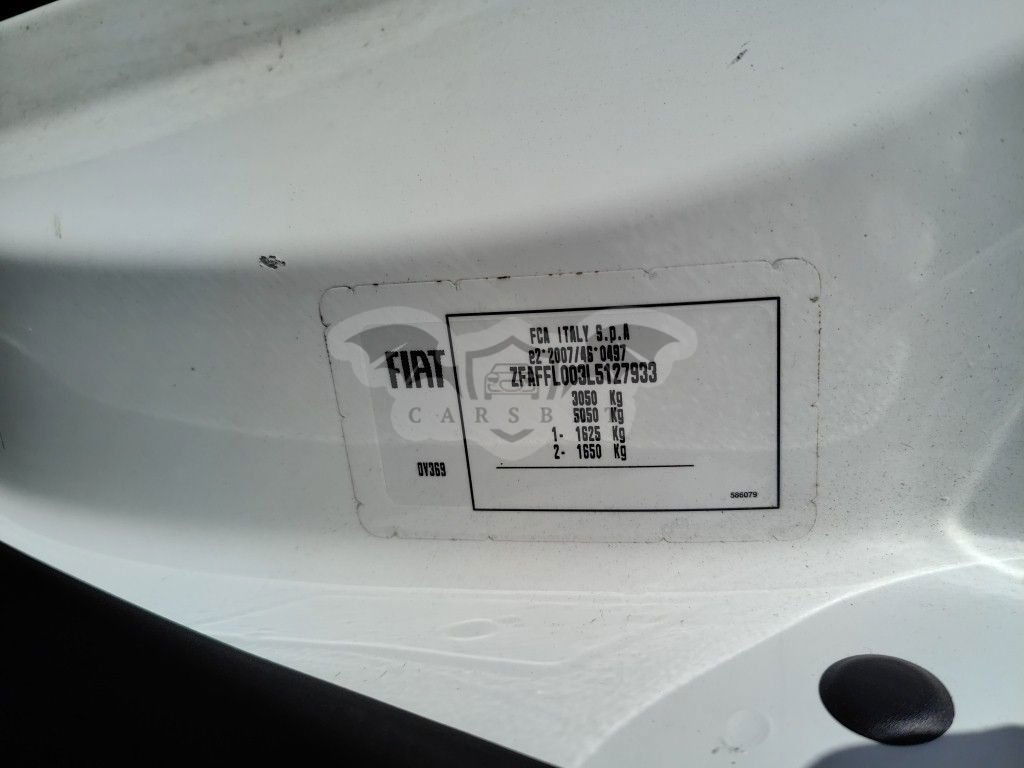 FIAT
FCA ITALY S.p.A
e2*2007/46*0497
ZFAFFL003L5127933
3050 Kg
5050 Kg
1- 1625 Kg
2- 1650 Kg
DV369
586079
CARSB